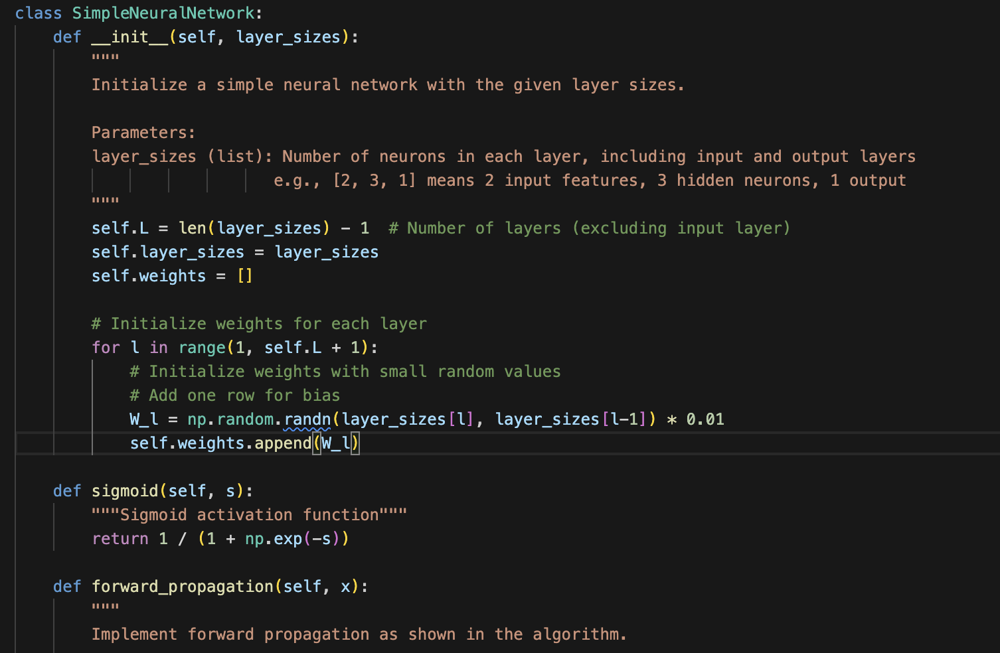 class SimpleNeuralNetwork:
    def __init__(self, layer_sizes):
        """
        Initialize a simple neural network with the given layer sizes.

        Parameters:
        layer_sizes (list): Number of neurons in each layer, including input and output layers
                           e.g., [2, 3, 1] means 2 input features, 3 hidden neurons, 1 output
        """
        self.L = len(layer_sizes) - 1  # Number of layers (excluding input layer)
        self.layer_sizes = layer_sizes
        self.weights = []

        # Initialize weights for each layer
        for l in range(1, self.L + 1):
            # Initialize weights with small random values
            # Add one row for bias
            W_l = np.random.randn(layer_sizes[l], layer_sizes[l-1]) * 0.01
            self.weights.append(W_l)

    def sigmoid(self, s):
        """Sigmoid activation function"""
        return 1 / (1 + np.exp(-s))

    def forward_propagation(self, x):
        """
        Implement forward propagation as shown in the algorithm.